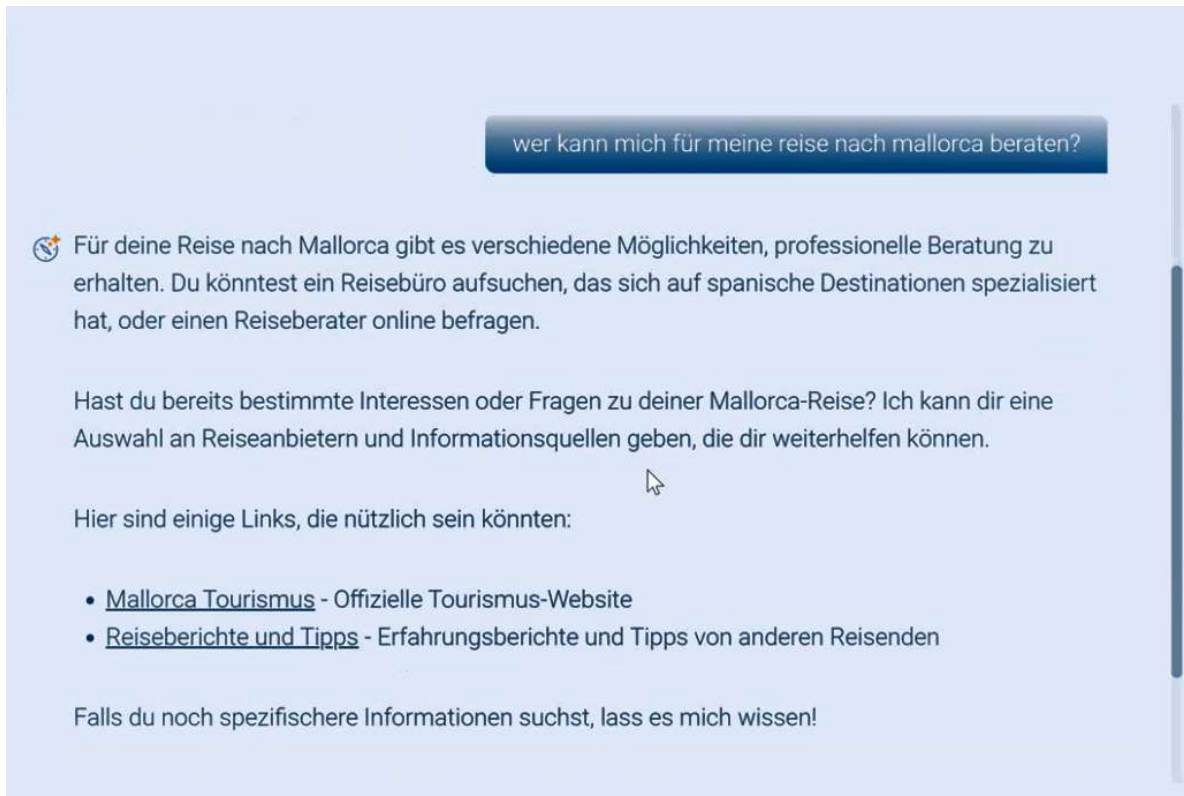 wer kann mich für meine reise nach mallorca beraten?
Für deine Reise nach Mallorca gibt es verschiedene Möglichkeiten, professionelle Beratung zu
erhalten. Du könntest ein Reisebüro aufsuchen, das sich auf spanische Destinationen spezialisiert
hat, oder einen Reiseberater online befragen.
Hast du bereits bestimmte Interessen oder Fragen zu deiner Mallorca-Reise? Ich kann dir eine
Auswahl an Reiseanbietern und Informationsquellen geben, die dir weiterhelfen können.
Hier sind einige Links, die nützlich sein könnten:
• Mallorca Tourismus - Offizielle Tourismus-Website
• Reiseberichte und Tipps - Erfahrungsberichte und Tipps von anderen Reisenden
Falls du noch spezifischere Informationen suchst, lass es mich wissen!